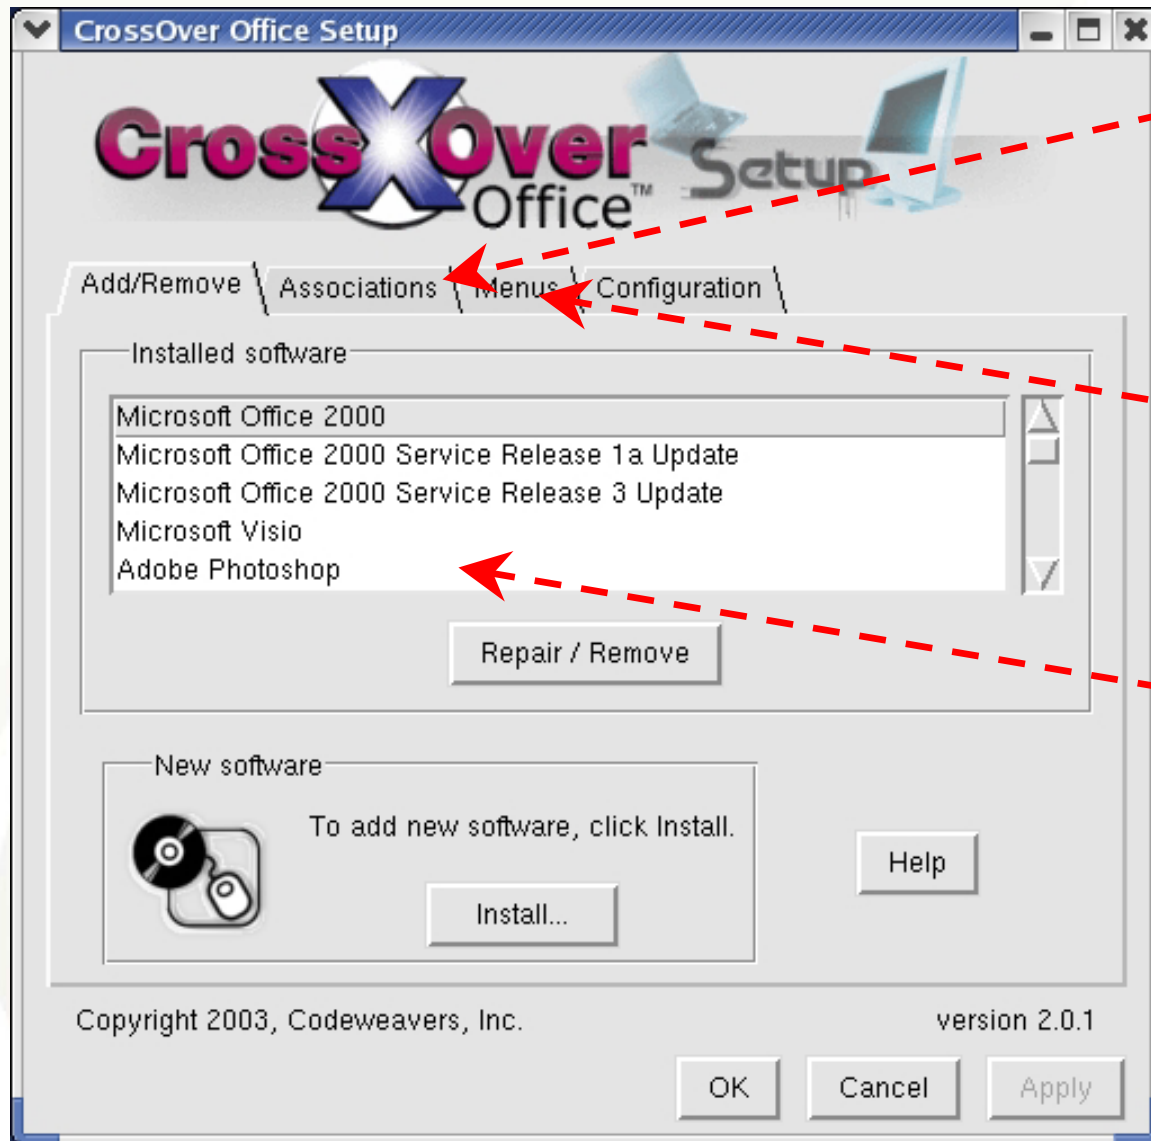 CrossOver Office Setup
CrossOver
Office™
Setup
Add/Remove
Associations
Menus
Configuration
Installed software
Microsoft Office 2000
Microsoft Office 2000 Service Release 1a Update
Microsoft Office 2000 Service Release 3 Update
Microsoft Visio
Adobe Photoshop
Repair / Remove
New software
To add new software, click Install.
Install...
Help
Copyright 2003, Codeweavers, Inc.
version 2.0.1
OK
Cancel
Apply